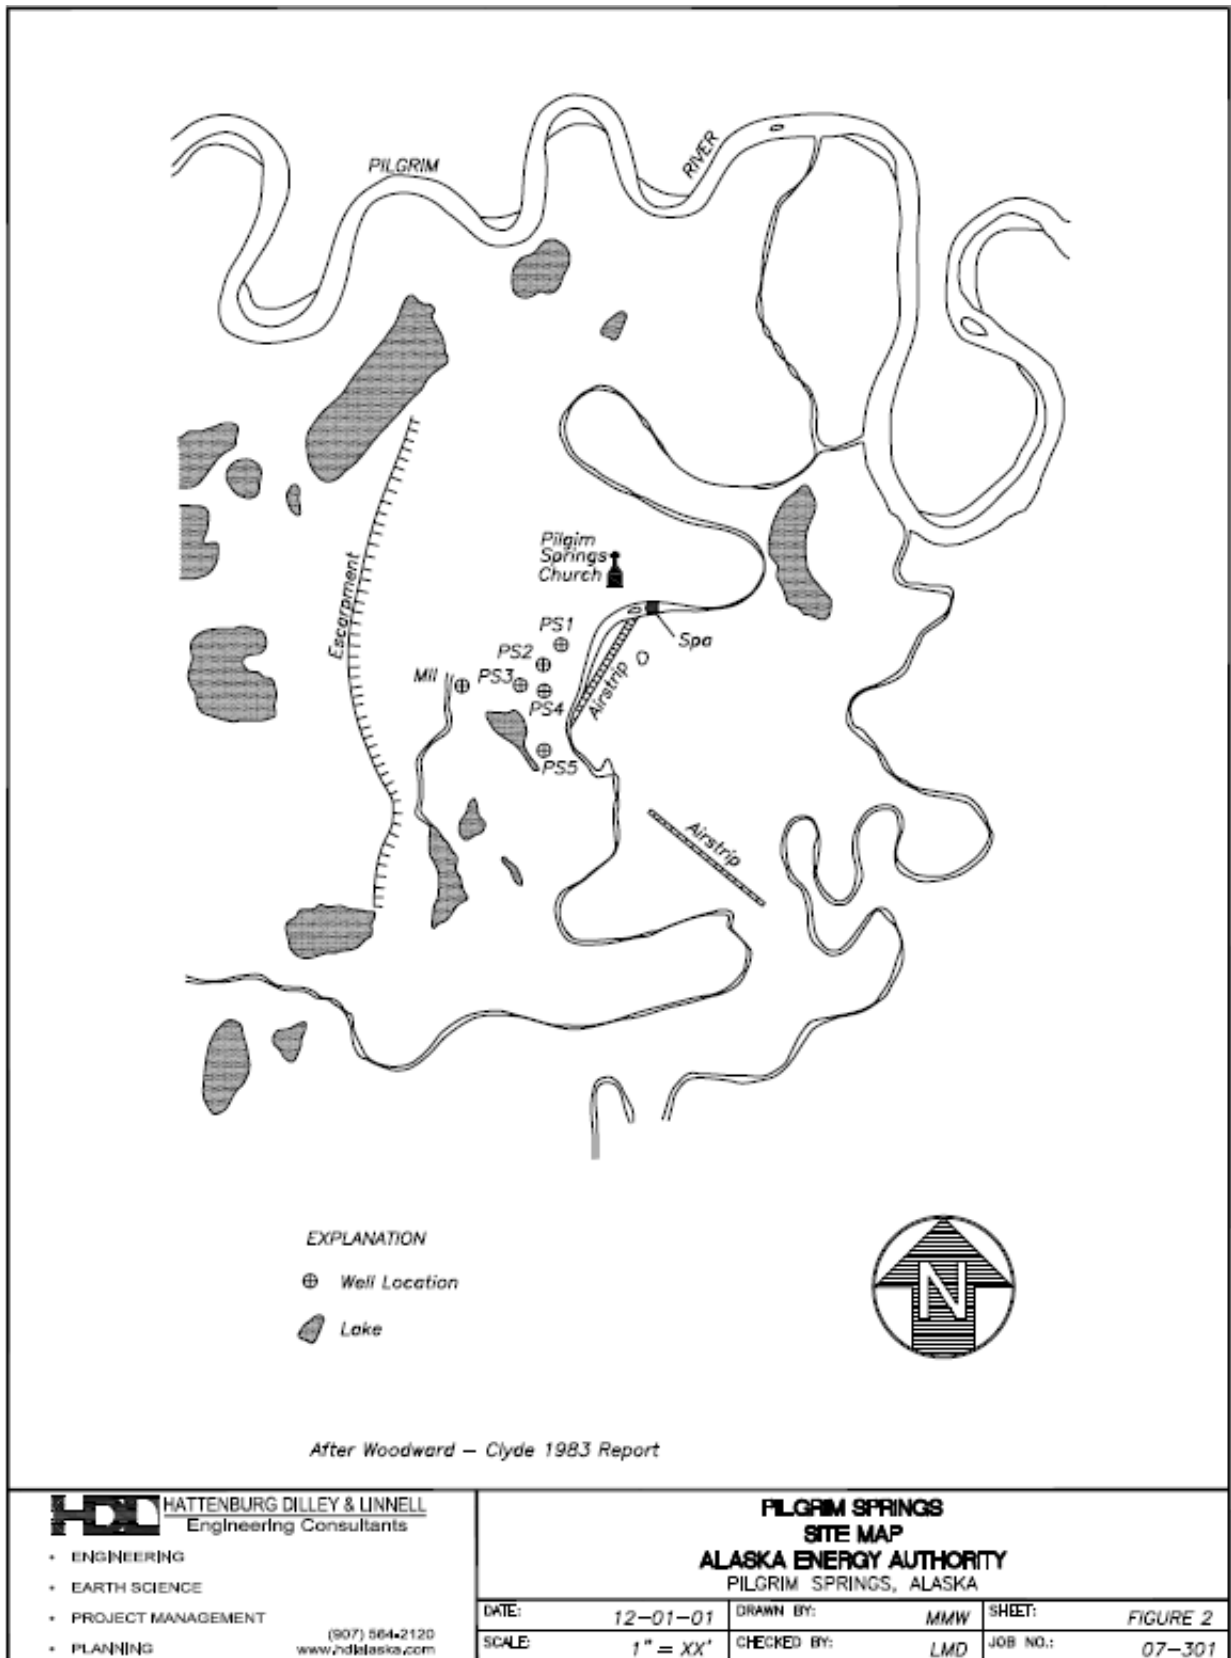 PILGRIM
RIVER
Pilgim
Springs
Church
Escarpment
PS1
PS2
Spa
MII
PS3
PS4
Airstrip
PS5
Airstrip
EXPLANATION
Well Location
Lake
N
After Woodward – Clyde 1983 Report
HDL HATTENBURG DILLEY & LINNELL
Engineering Consultants
• ENGINEERING
• EARTH SCIENCE
• PROJECT MANAGEMENT
• PLANNING
(907) 564-2120
www.hdlalaska.com
PILGRIM SPRINGS
SITE MAP
ALASKA ENERGY AUTHORITY
PILGRIM SPRINGS, ALASKA
DATE: 12-01-01 DRAWN BY: MMW SHEET: FIGURE 2
SCALE: 1" = XX' CHECKED BY: LMD JOB NO.: 07-301